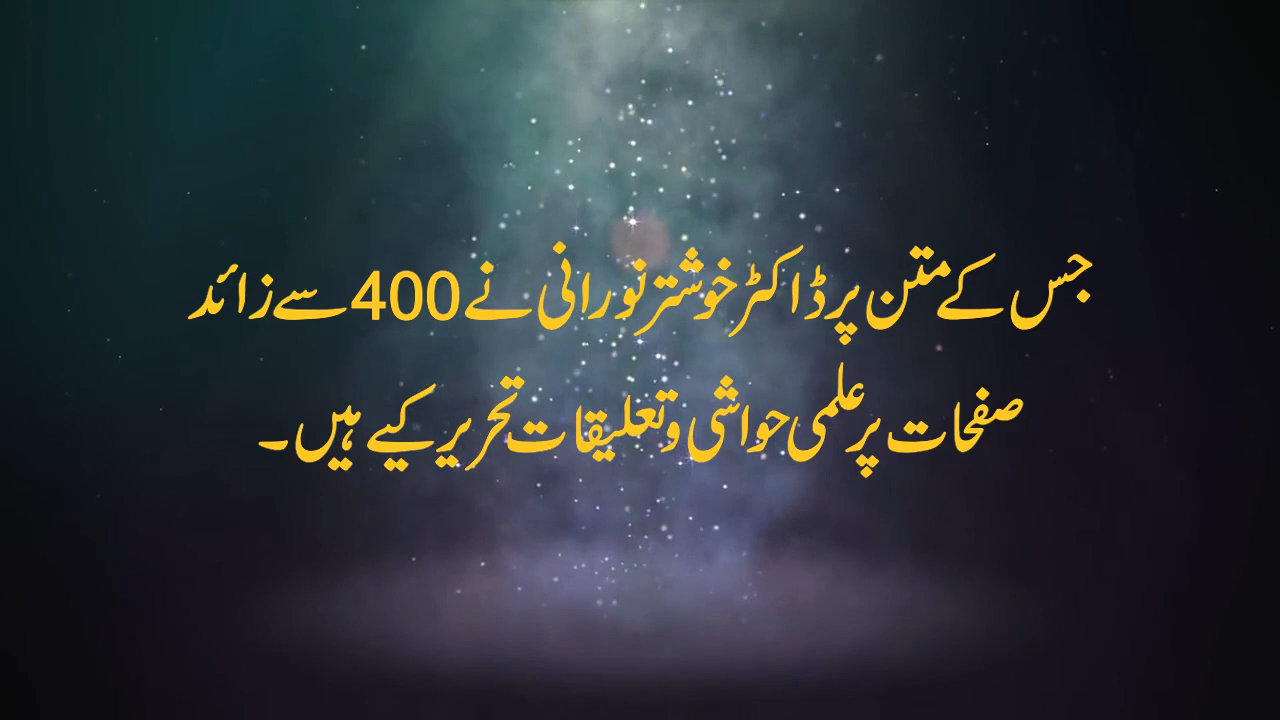 جس کے متن پر ڈاکٹر خوشتر نورانی نے 400 سے زائد
صفحات پر علمی حواشی و تعلیقات تحریر کیے ہیں۔